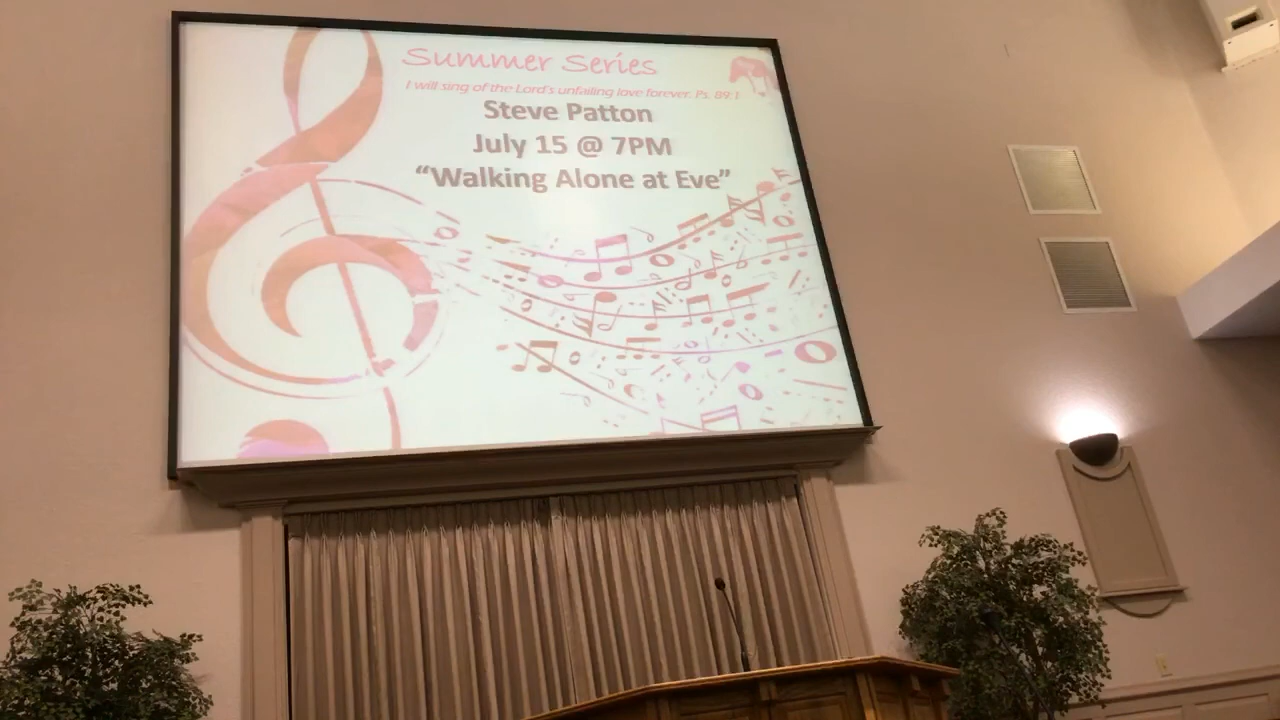 Summer Series
I will sing of the Lord's unfailing love forever. Ps. 89:1
Steve Patton
July 15 @ 7PM
“Walking Alone at Eve”